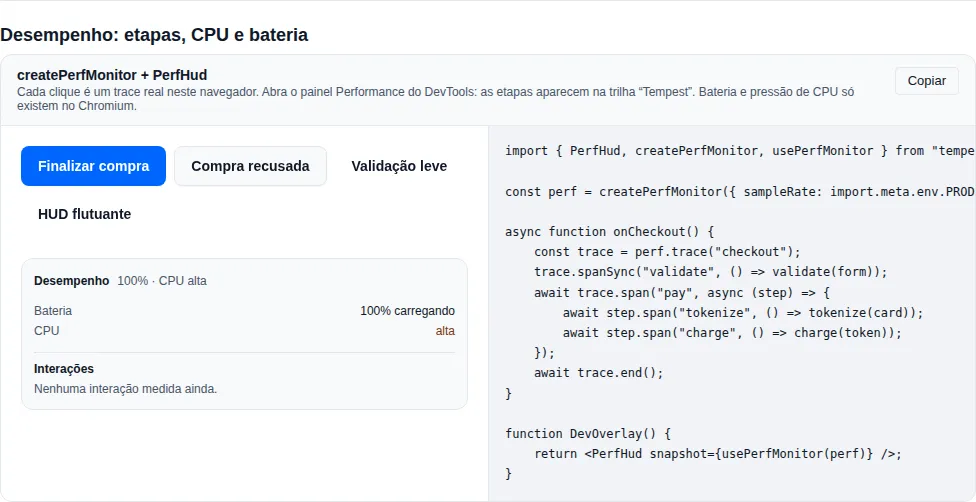 Desempenho: etapas, CPU e bateria
createPerfMonitor + PerfHud
Cada clique é um trace real neste navegador. Abra o painel Performance do DevTools: as etapas aparecem na trilha “Tempest”. Bateria e pressão de CPU só
existem no Chromium.
Copiar
Finalizar compra
Compra recusada
Validação leve
HUD flutuante
Desempenho 100% · CPU alta
Bateria 100% carregando
CPU alta
Interações
Nenhuma interação medida ainda.
import { PerfHud, createPerfMonitor, usePerfMonitor } from "tempe
const perf = createPerfMonitor({ sampleRate: import.meta.env.PROD
async function onCheckout() {
    const trace = perf.trace("checkout");
    trace.spanSync("validate", () => validate(form));
    await trace.span("pay", async (step) => {
        await step.span("tokenize", () => tokenize(card));
        await step.span("charge", () => charge(token));
    });
    await trace.end();
}
function DevOverlay() {
    return <PerfHud snapshot={usePerfMonitor(perf)} />;
}